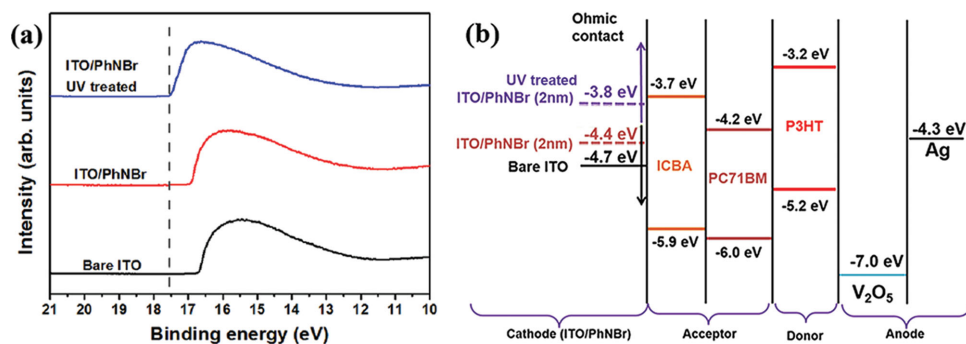 (a)
ITO/PhNBr
UV treated
ITO/PhNBr
Bare ITO
Intensity (arb. units)
21 20 19 18 17 16 15 14 13 12 11 10
Binding energy (eV)
(b)
Ohmic
contact
UV treated
ITO/PhNBr (2nm)
-3.8 eV
ITO/PhNBr (2nm)
-4.4 eV
Bare ITO
-4.7 eV
-3.7 eV
ICBA
-5.9 eV
-4.2 eV
PC71BM
-6.0 eV
-3.2 eV
P3HT
-5.2 eV
-7.0 eV
V2O5
-4.3 eV
Ag
Cathode (ITO/PhNBr)
Acceptor
Donor
Anode